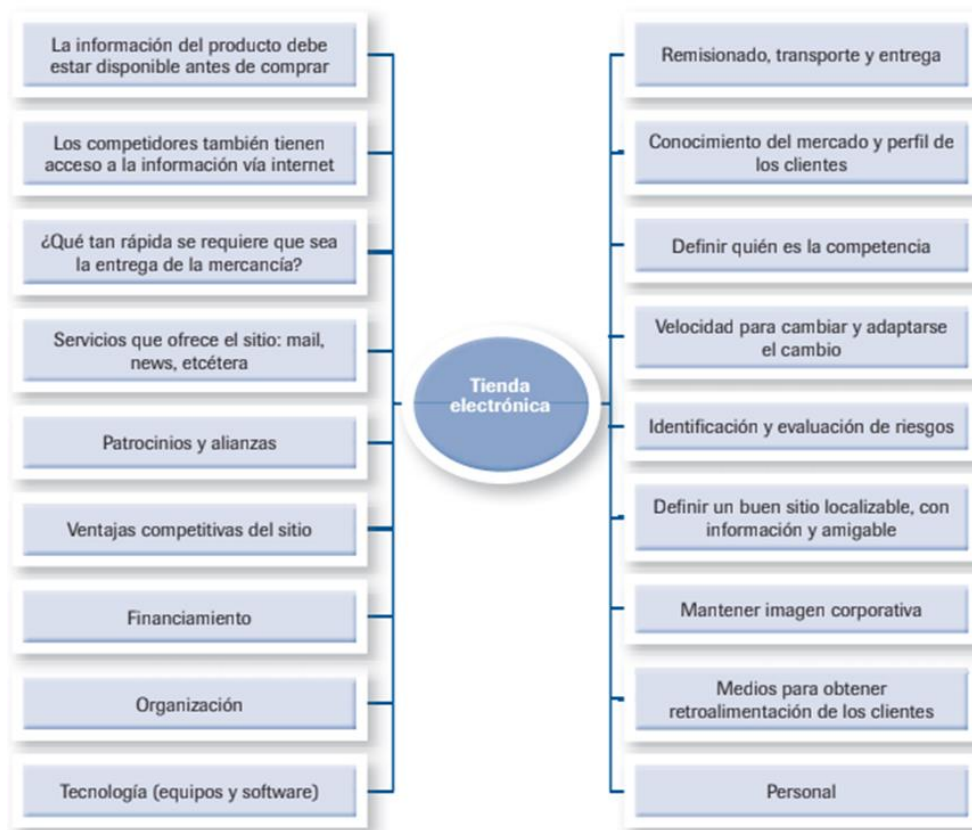 La información del producto debe
estar disponible antes de comprar
Los competidores también tienen
acceso a la información vía internet
¿Qué tan rápida se requiere que sea
la entrega de la mercancía?
Servicios que ofrece el sitio: mail,
news, etcétera
Patrocinios y alianzas
Ventajas competitivas del sitio
Financiamiento
Organización
Tecnología (equipos y software)
Tienda
electrónica
Remisionado, transporte y entrega
Conocimiento del mercado y perfil de
los clientes
Definir quién es la competencia
Velocidad para cambiar y adaptarse
el cambio
Identificación y evaluación de riesgos
Definir un buen sitio localizable, con
información y amigable
Mantener imagen corporativa
Medios para obtener
retroalimentación de los clientes
Personal